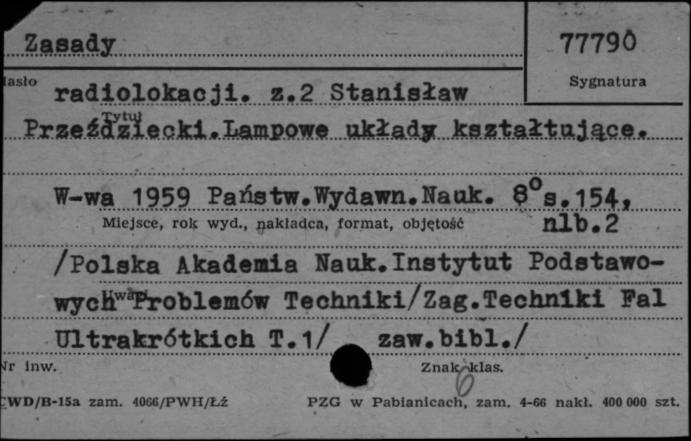 Zasady
77790
Hasło
Sygnatura
radiolokacji. z.2 Stanisław
Tytuł
Przeździecki.Lampowe układy kształtujące.
W-wa 1959 Państw.Wydawn.Nauk. 8° s.154,
Miejsce, rok wyd., nakładca, format, objętość
nlb.2
/Polska Akademia Nauk.Instytut Podstawo-
wych Problemów Techniki/Zag.Techniki Fal
Ultrakrótkich T.1/ zaw.bibl./
Nr inw.
Znak klas.
6
CWD/B-15a zam. 4066/PWH/Łź
PZG w Pabianicach, zam. 4-66 nakł. 400 000 szt.